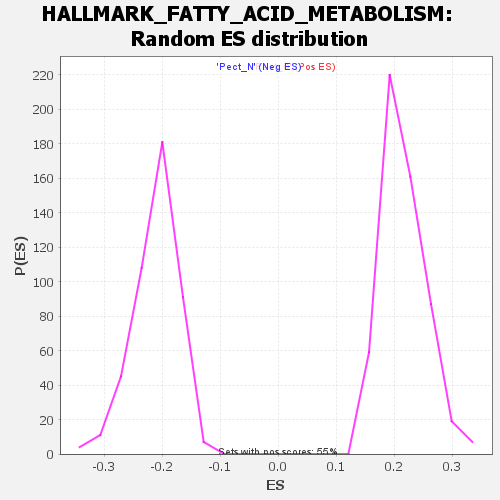 HALLMARK_FATTY_ACID_METABOLISM:
Random ES distribution
'Pect_N' (Neg ES) Pos ES)
220
200
180
160
140
120
100
80
60
40
20
0
P(ES)
Sets with pos scores: 55%
-0.3 -0.2 -0.1 0.0 0.1 0.2 0.3
ES